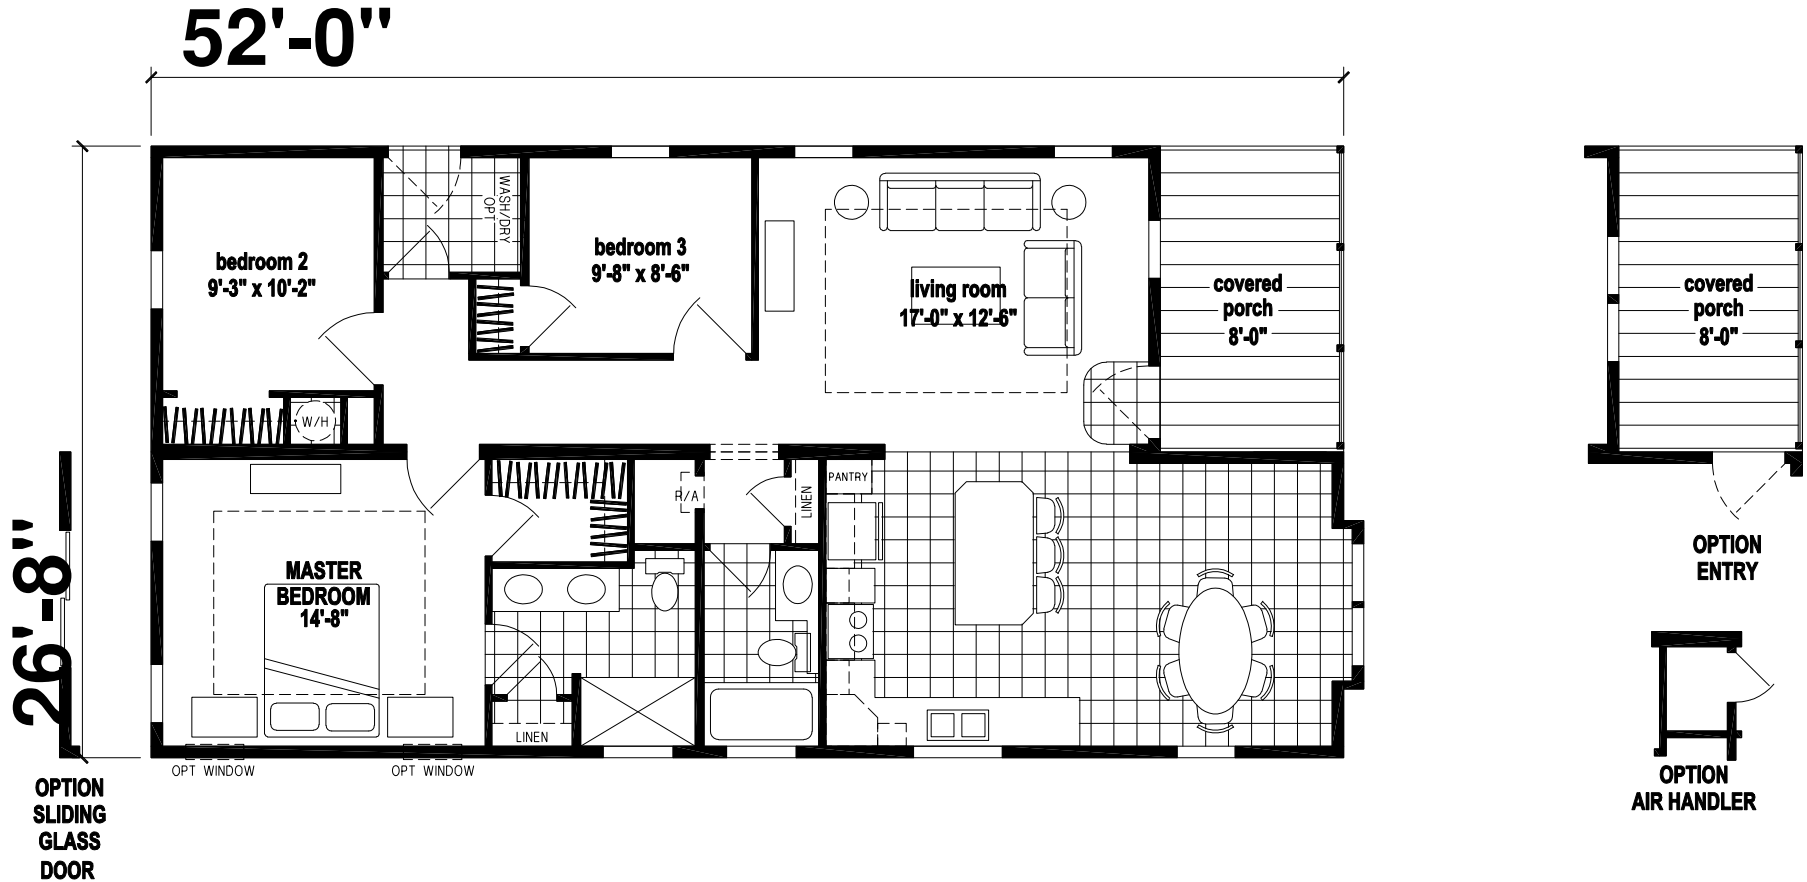 52'-0"
26'-8"
bedroom 2
9'-3" x 10'-2"
WASH/DRY
OPT
bedroom 3
9'-8" x 8'-6"
living room
17'-0" x 12'-6"
covered
porch
8'-0"
covered
porch
8'-0"
W/H
R/A
LINEN
PANTRY
MASTER
BEDROOM
14'-8"
LINEN
OPT WINDOW
OPT WINDOW
OPTION
SLIDING
GLASS
DOOR
OPTION
ENTRY
OPTION
AIR HANDLER